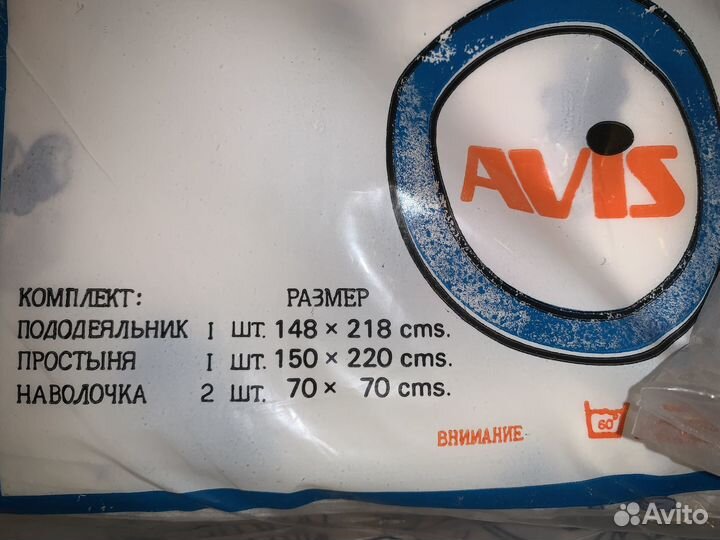 AVIS
КОМПЛЕКТ: РАЗМЕР
ПОДОДЕЯЛЬНИК 1 ШТ. 148 × 218 cms.
ПРОСТЫНЯ 1 ШТ. 150 × 220 cms.
НАВОЛОЧКА 2 ШТ. 70 × 70 cms.
ВНИМАНИЕ
60°
Avito